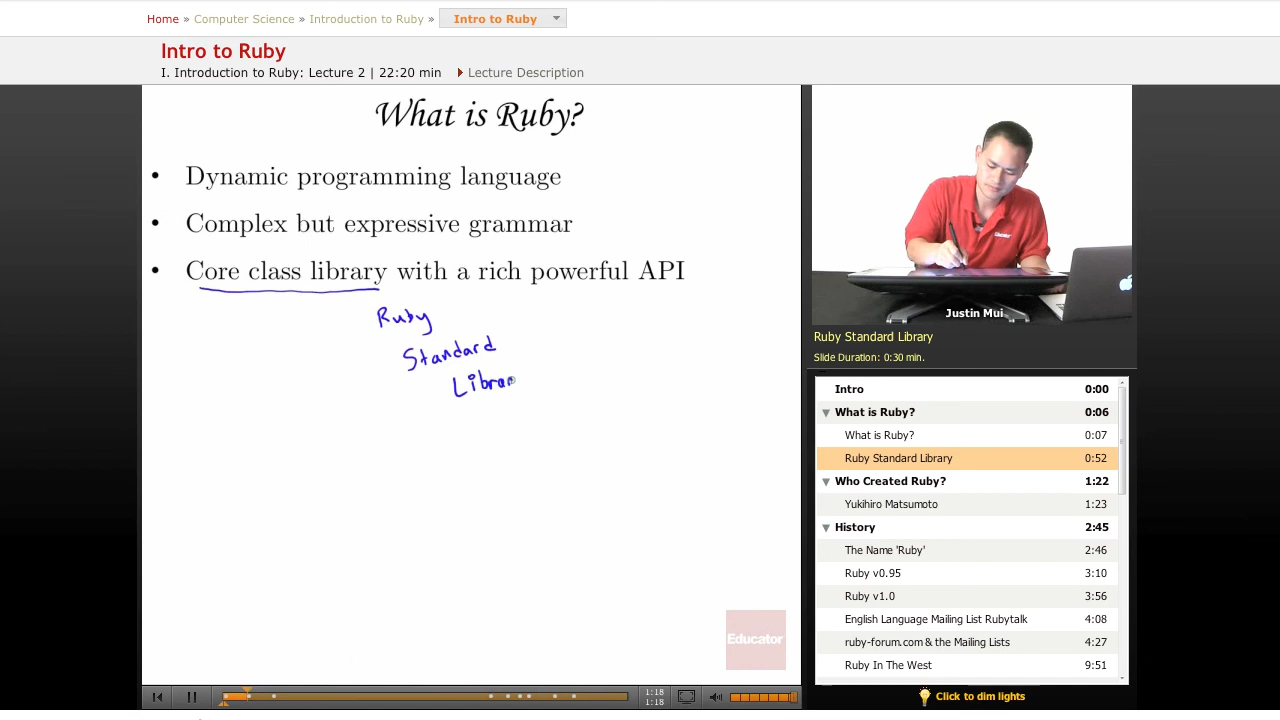 Home » Computer Science » Introduction to Ruby » Intro to Ruby
Intro to Ruby
I. Introduction to Ruby: Lecture 2 | 22:20 min Lecture Description
What is Ruby?
• Dynamic programming language
• Complex but expressive grammar
• Core class library with a rich powerful API
Ruby
Standard
Librar
Educator
1:18
1:18
Justin Mui
Ruby Standard Library
Slide Duration: 0:30 min.
Intro 0:00
What is Ruby? 0:06
What is Ruby? 0:07
Ruby Standard Library 0:52
Who Created Ruby? 1:22
Yukihiro Matsumoto 1:23
History 2:45
The Name 'Ruby' 2:46
Ruby v0.95 3:10
Ruby v1.0 3:56
English Language Mailing List Rubytalk 4:08
ruby-forum.com & the Mailing Lists 4:27
Ruby In The West 9:51
Click to dim lights